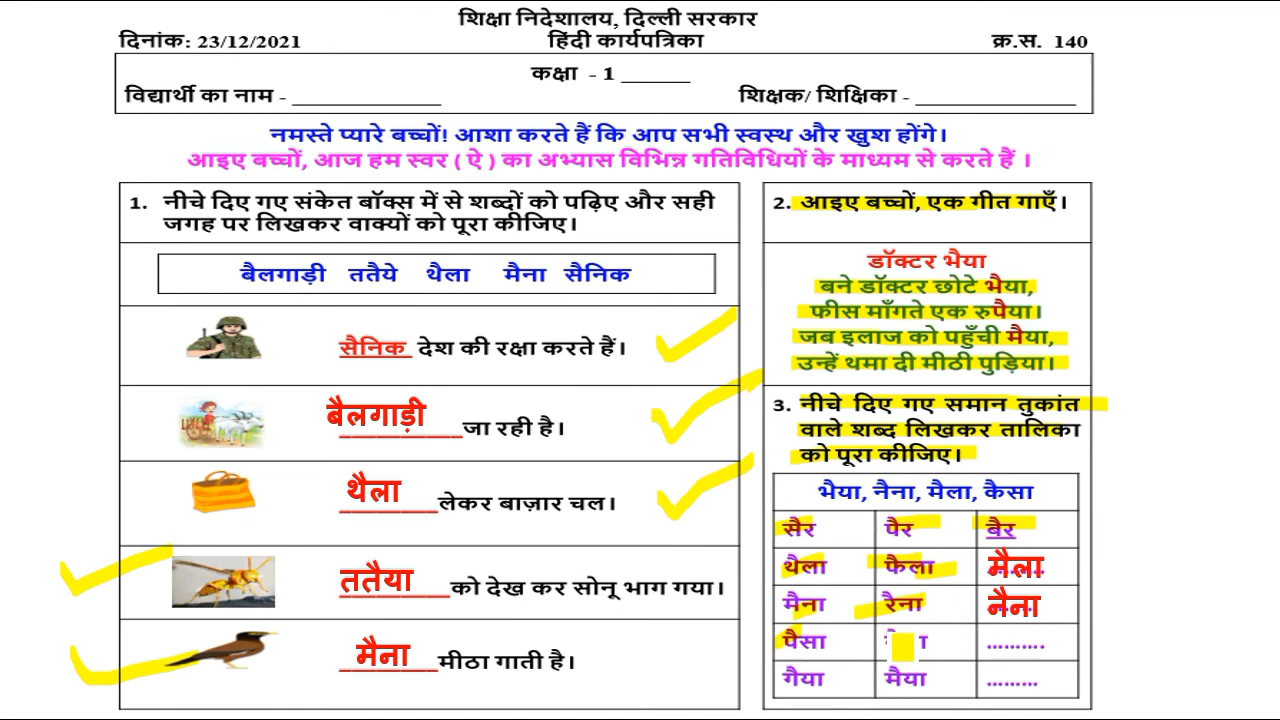 शिक्षा निदेशालय, दिल्ली सरकार
दिनांक: 23/12/2021 हिंदी कार्यपत्रिका क्र.स. 140
कक्षा - 1 ______
विद्यार्थी का नाम - _____________ शिक्षक/ शिक्षिका - ______________
नमस्ते प्यारे बच्चों! आशा करते हैं कि आप सभी स्वस्थ और खुश होंगे।
आइए बच्चों, आज हम स्वर ( ऐ ) का अभ्यास विभिन्न गतिविधियों के माध्यम से करते हैं ।
1. नीचे दिए गए संकेत बॉक्स में से शब्दों को पढ़िए और सही
जगह पर लिखकर वाक्यों को पूरा कीजिए।
बैलगाड़ी ततैये थैला मैना सैनिक
सैनिक देश की रक्षा करते हैं।
बैलगाड़ी जा रही है।
थैला लेकर बाज़ार चल।
ततैया को देख कर सोनू भाग गया।
मैना मीठा गाती है।
2. आइए बच्चों, एक गीत गाएँ।
डॉक्टर भैया
बने डॉक्टर छोटे भैया,
फीस माँगते एक रुपैया।
जब इलाज को पहुँची मैया,
उन्हें थमा दी मीठी पुड़िया।
3. नीचे दिए गए समान तुकांत
वाले शब्द लिखकर तालिका
को पूरा कीजिए।
भैया, नैना, मैला, कैसा
सैर पैर बैर
थैला फैला मैला
मैना रैना नैना
पैसा ..........
गैया मैया .........